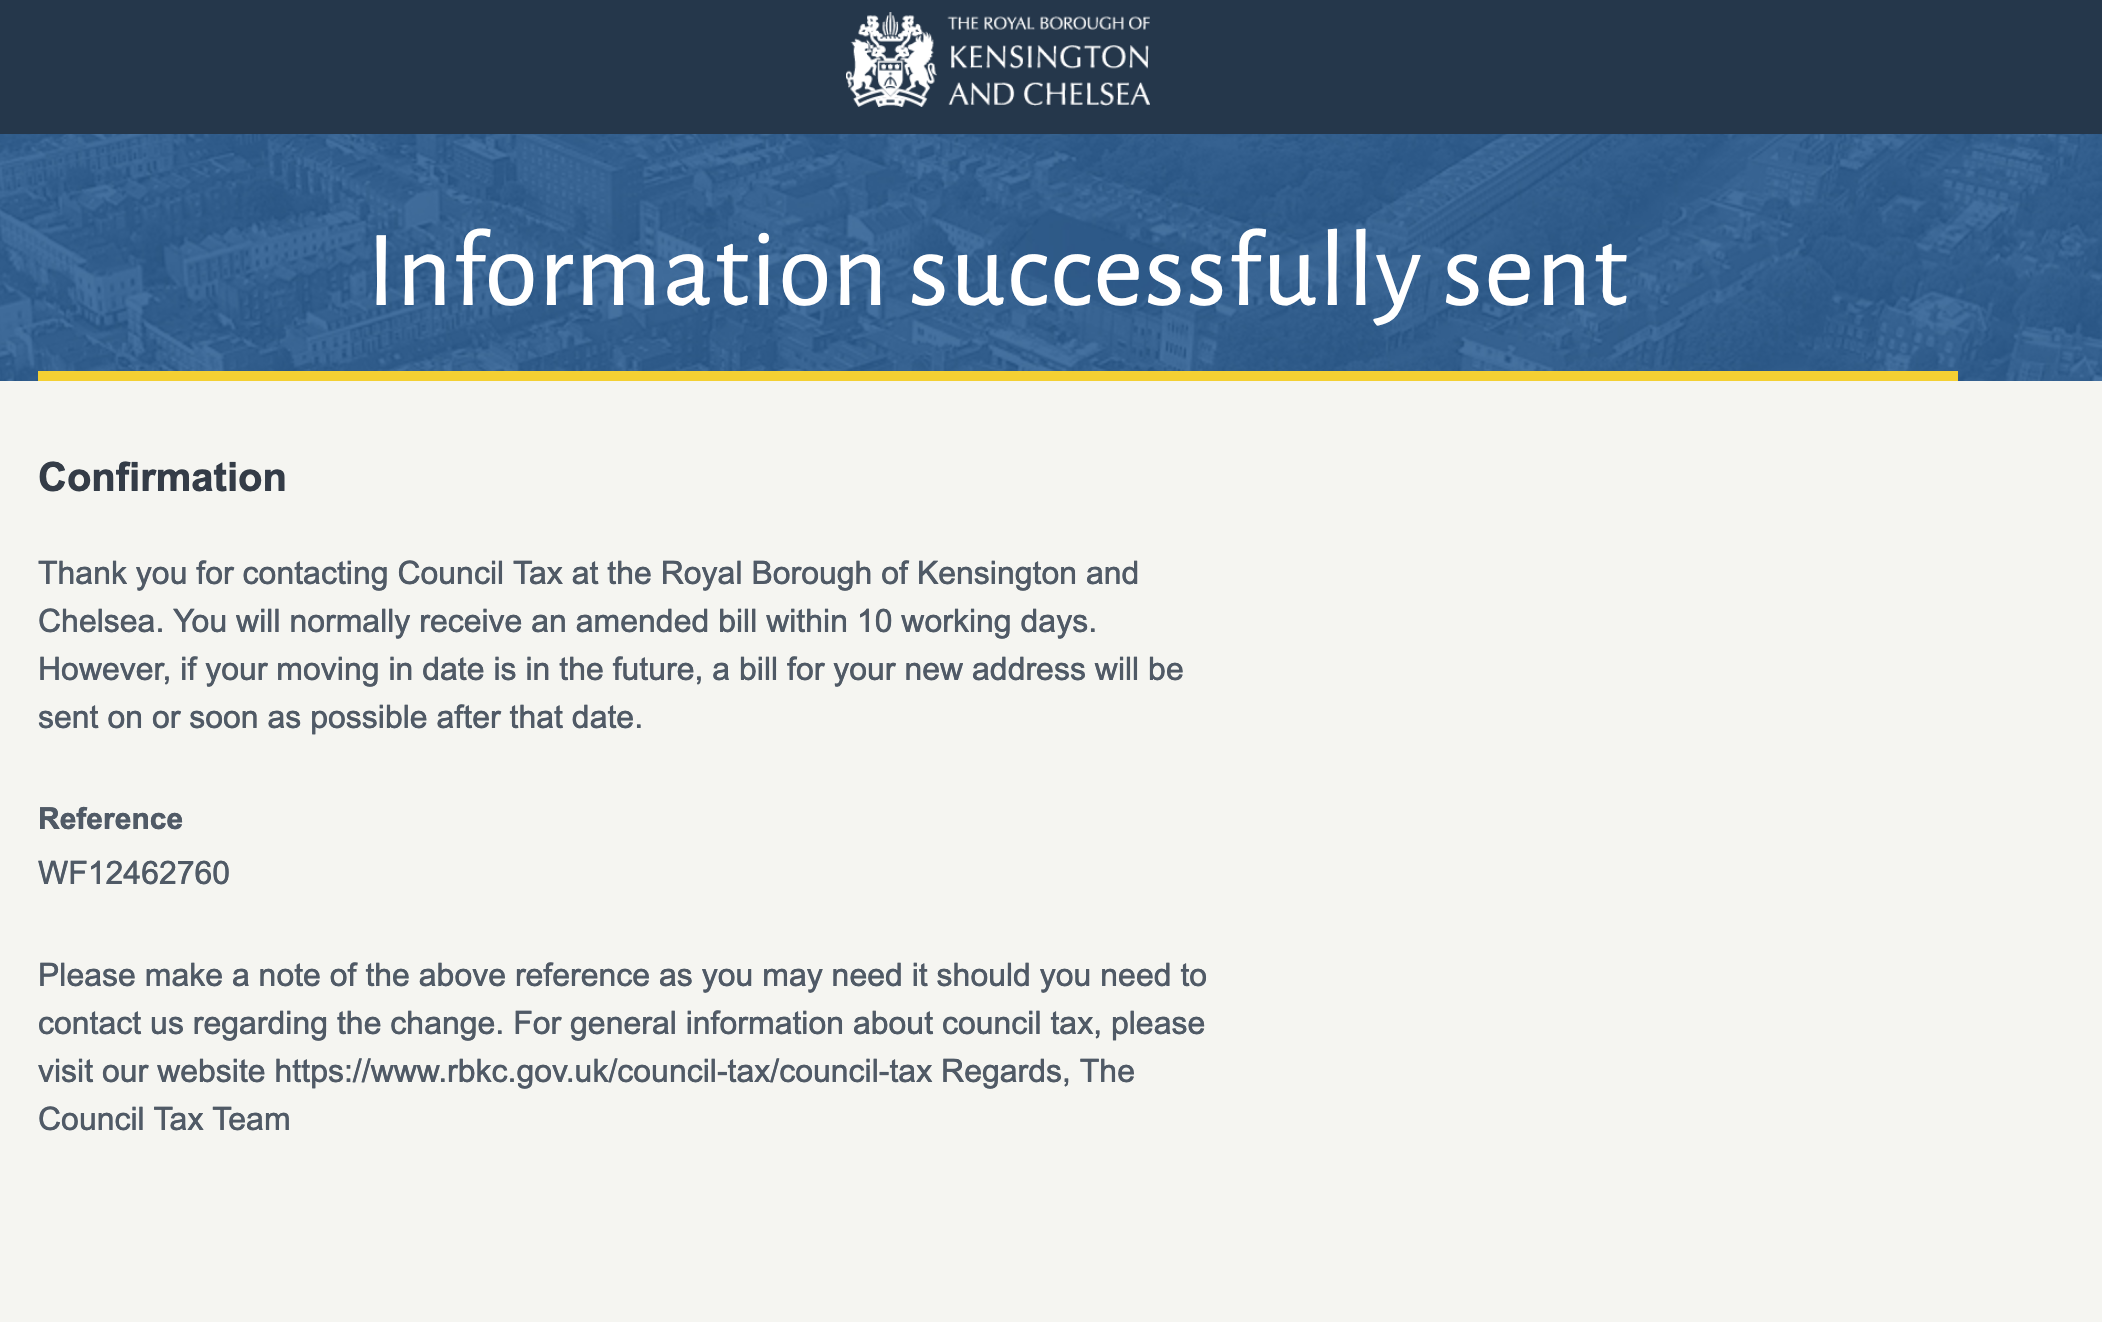 THE ROYAL BOROUGH OF
KENSINGTON
AND CHELSEA
Information successfully sent
Confirmation
Thank you for contacting Council Tax at the Royal Borough of Kensington and
Chelsea. You will normally receive an amended bill within 10 working days.
However, if your moving in date is in the future, a bill for your new address will be
sent on or soon as possible after that date.
Reference
WF12462760
Please make a note of the above reference as you may need it should you need to
contact us regarding the change. For general information about council tax, please
visit our website https://www.rbkc.gov.uk/council-tax/council-tax Regards, The
Council Tax Team